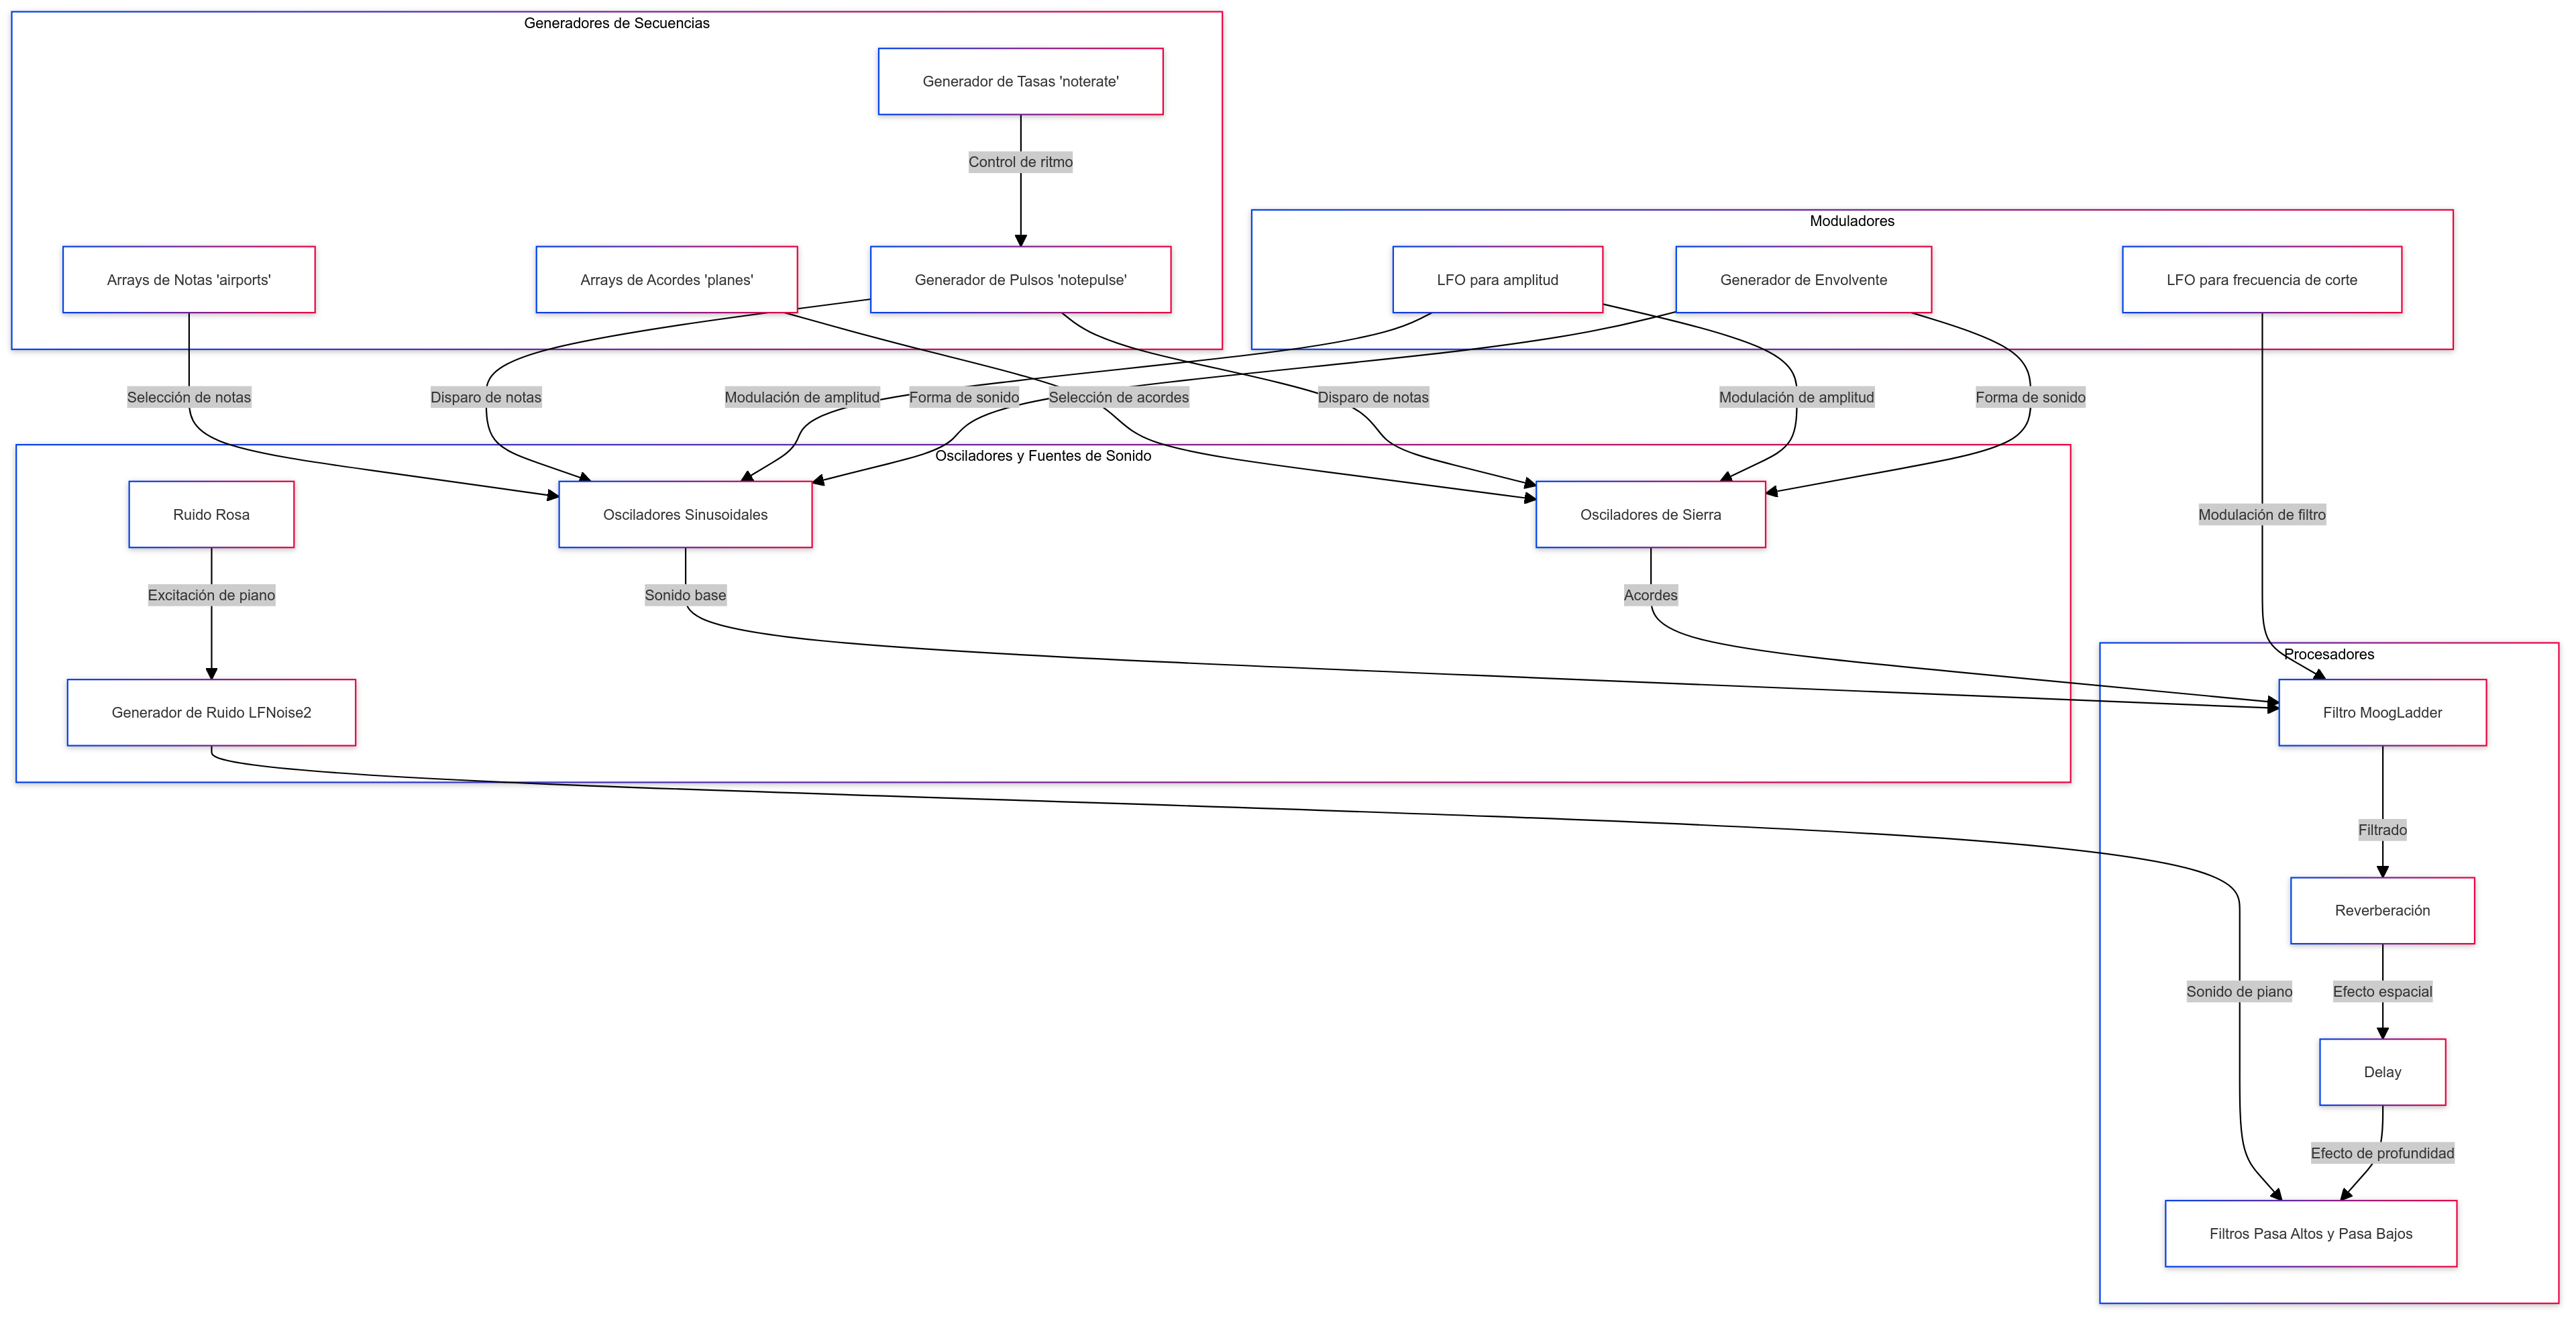 Generadores de Secuencias
Generador de Tasas 'noterate'
Control de ritmo
Moduladores
Arrays de Notas 'airports'
Arrays de Acordes 'planes'
Generador de Pulsos 'notepulse'
LFO para amplitud
Generador de Envolvente
LFO para frecuencia de corte
Selección de notas
Disparo de notas
Modulación de amplitud
Forma de sonido
Selección de acordes
Disparo de notas
Modulación de amplitud
Forma de sonido
Osciladores y Fuentes de Sonido
Ruido Rosa
Osciladores Sinusoidales
Osciladores de Sierra
Modulación de filtro
Excitación de piano
Sonido base
Acordes
Procesadores
Generador de Ruido LFNoise2
Filtro MoogLadder
Filtrado
Reverberación
Sonido de piano
Efecto espacial
Delay
Efecto de profundidad
Filtros Pasa Altos y Pasa Bajos